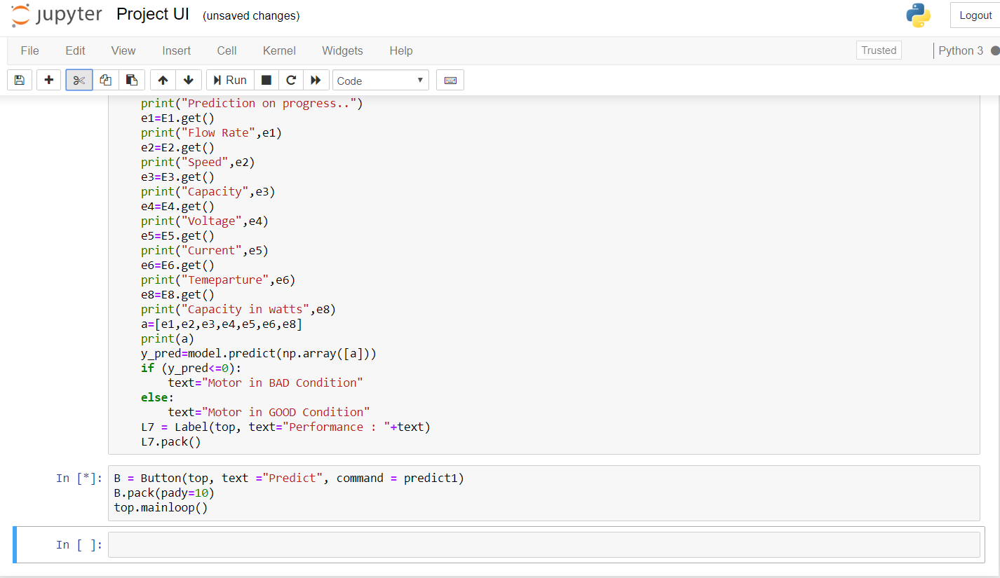 jupyter Project UI (unsaved changes) Logout
File Edit View Insert Cell Kernel Widgets Help Trusted Python 3
Run Code
print("Prediction on progress..")
e1=E1.get()
print("Flow Rate",e1)
e2=E2.get()
print("Speed",e2)
e3=E3.get()
print("Capacity",e3)
e4=E4.get()
print("Voltage",e4)
e5=E5.get()
print("Current",e5)
e6=E6.get()
print("Temeparture",e6)
e8=E8.get()
print("Capacity in watts",e8)
a=[e1,e2,e3,e4,e5,e6,e8]
print(a)
y_pred=model.predict(np.array([a]))
if (y_pred<=0):
text="Motor in BAD Condition"
else:
text="Motor in GOOD Condition"
L7 = Label(top, text="Performance : "+text)
L7.pack()
In [*]: B = Button(top, text ="Predict", command = predict1)
B.pack(pady=10)
top.mainloop()
In [ ]: